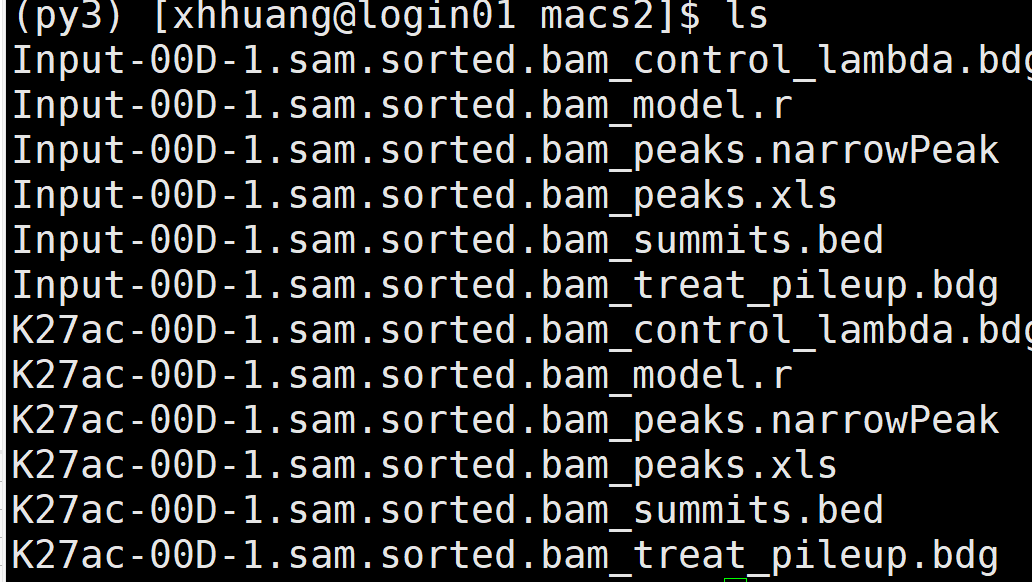 (py3) [xhhuang@login01 macs2]$ ls
Input-00D-1.sam.sorted.bam_control_lambda.bdg
Input-00D-1.sam.sorted.bam_model.r
Input-00D-1.sam.sorted.bam_peaks.narrowPeak
Input-00D-1.sam.sorted.bam_peaks.xls
Input-00D-1.sam.sorted.bam_summits.bed
Input-00D-1.sam.sorted.bam_treat_pileup.bdg
K27ac-00D-1.sam.sorted.bam_control_lambda.bdg
K27ac-00D-1.sam.sorted.bam_model.r
K27ac-00D-1.sam.sorted.bam_peaks.narrowPeak
K27ac-00D-1.sam.sorted.bam_peaks.xls
K27ac-00D-1.sam.sorted.bam_summits.bed
K27ac-00D-1.sam.sorted.bam_treat_pileup.bdg